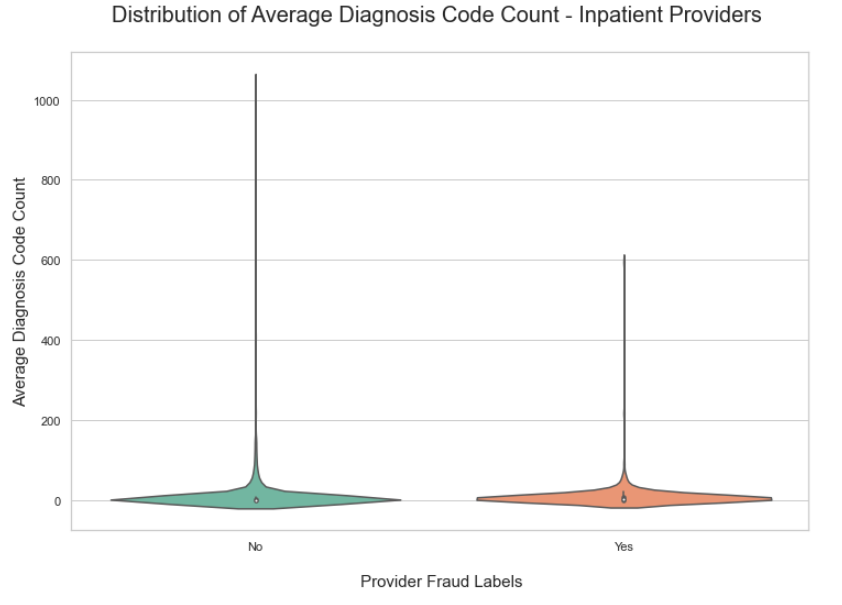 Distribution of Average Diagnosis Code Count - Inpatient Providers
Average Diagnosis Code Count
1000
800
600
400
200
0
No
Yes
Provider Fraud Labels